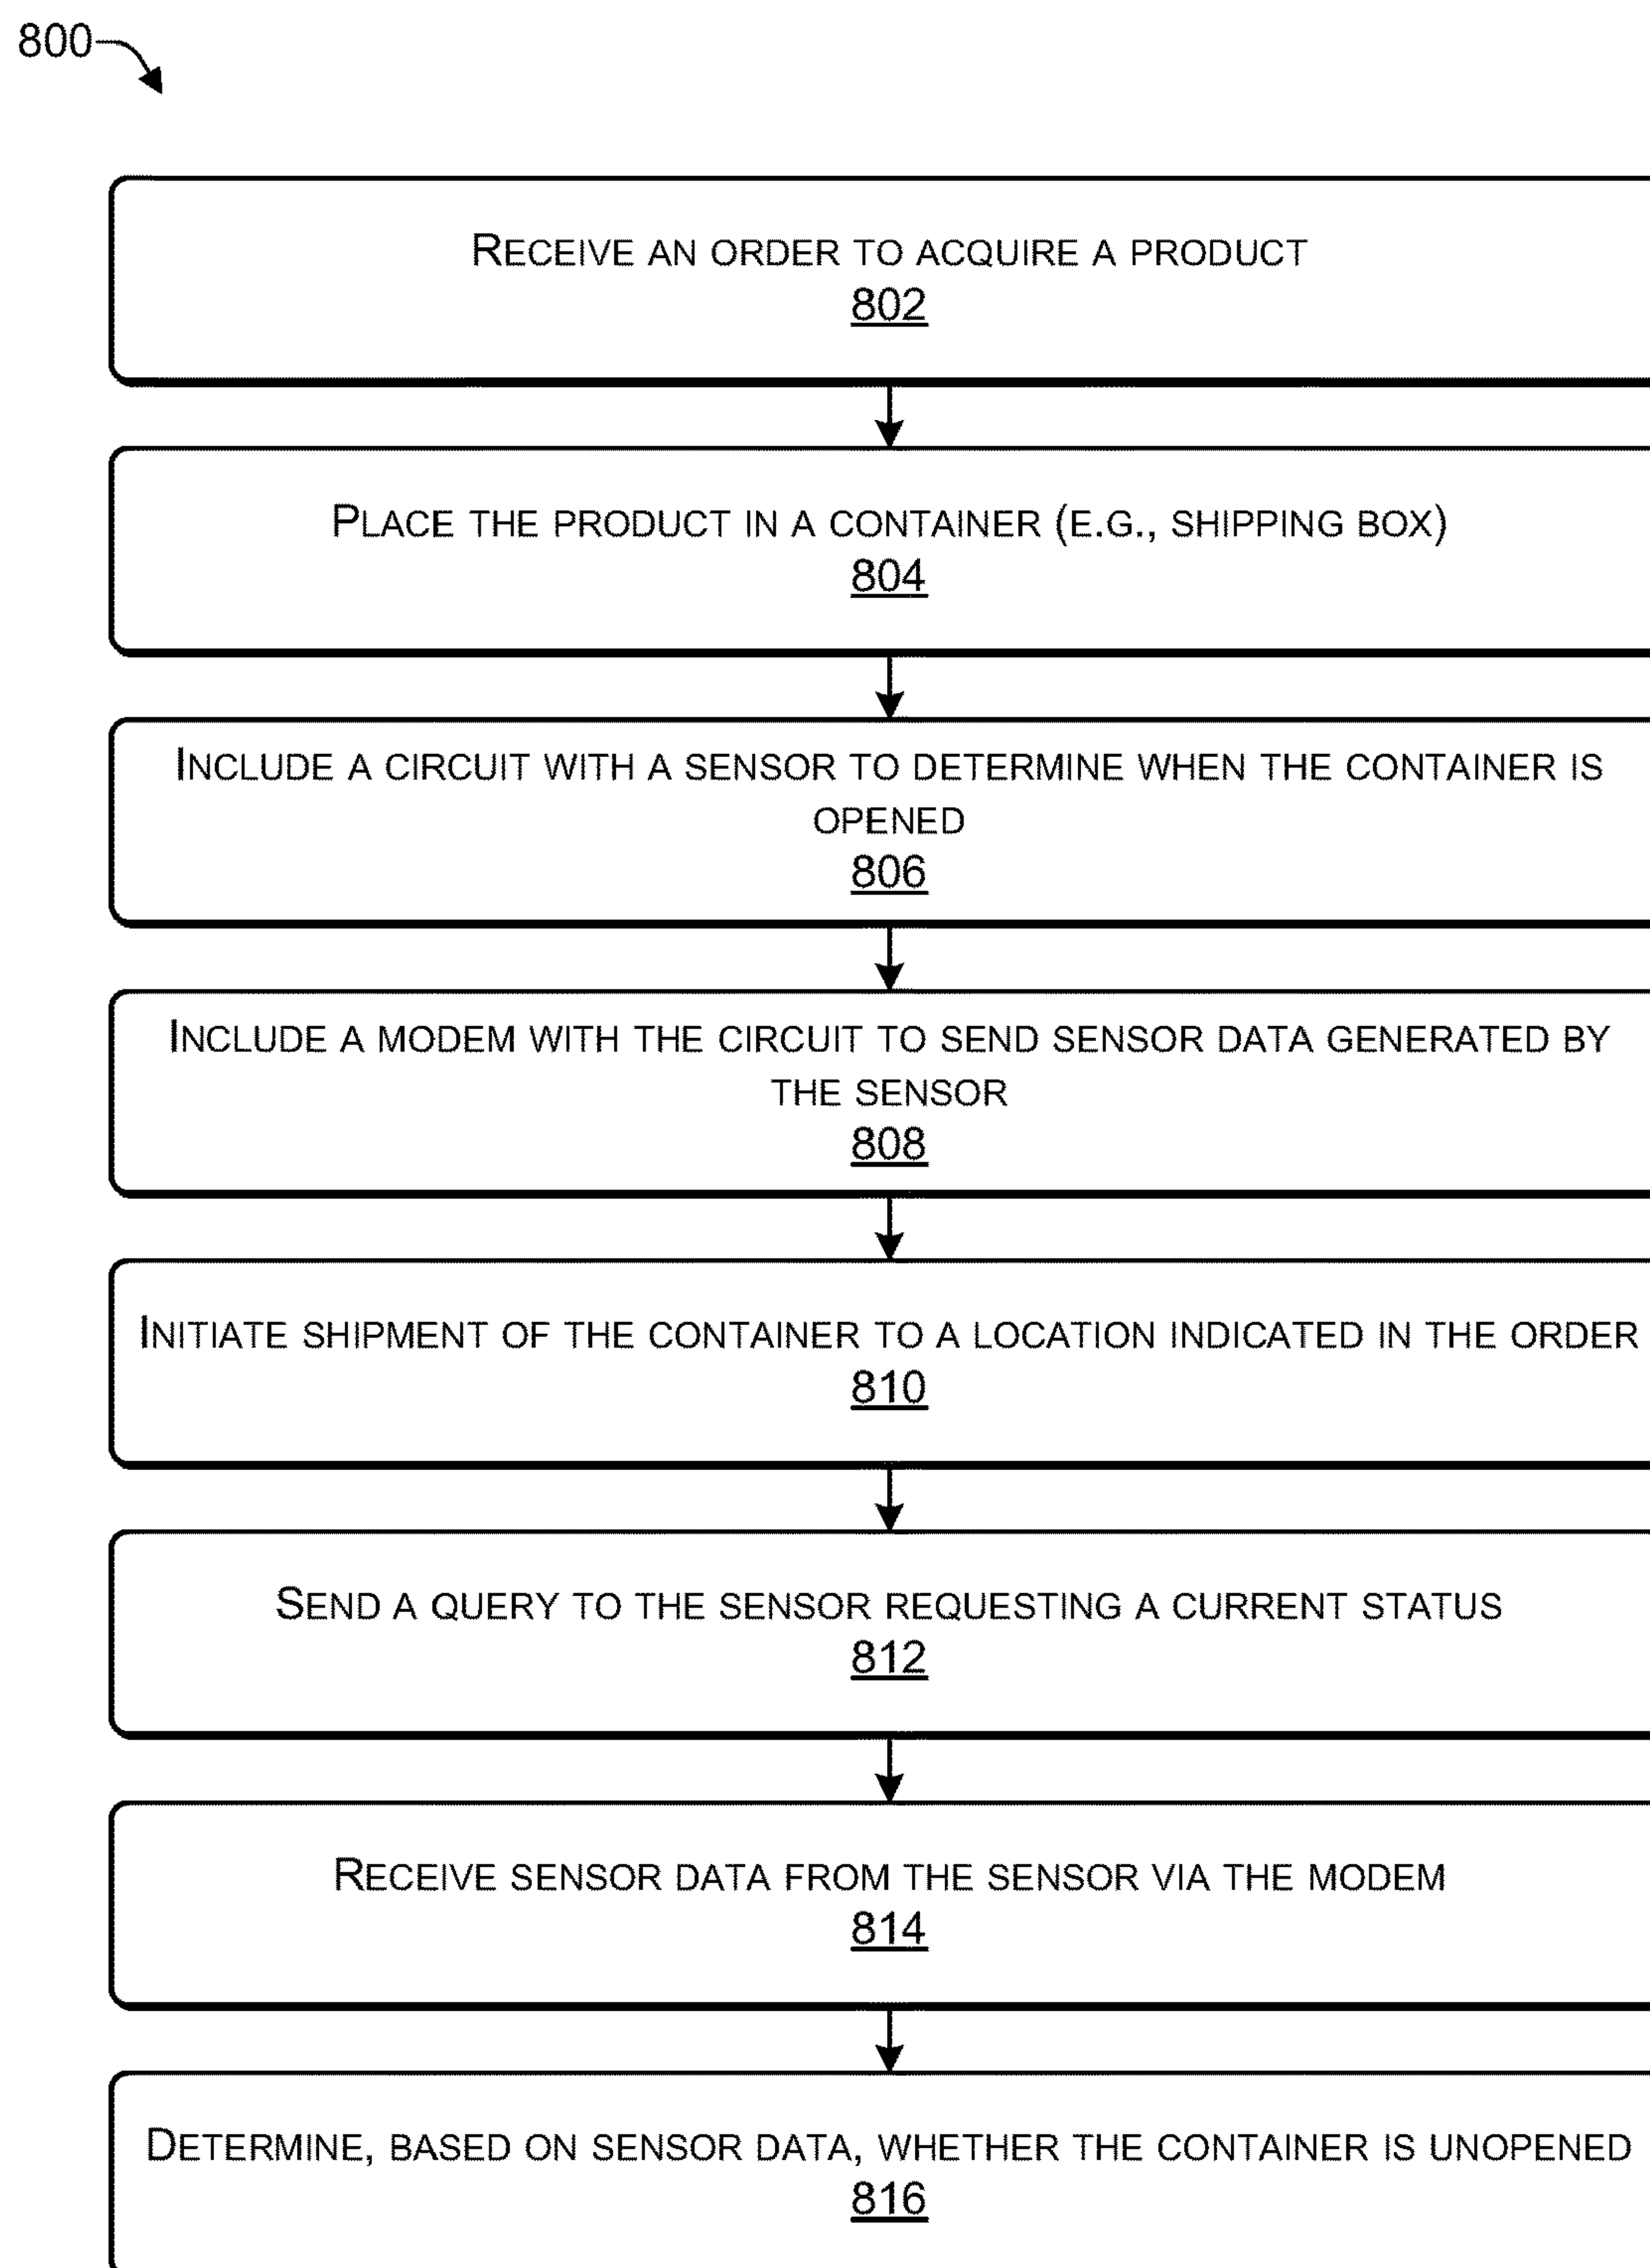 800
RECEIVE AN ORDER TO ACQUIRE A PRODUCT
802
PLACE THE PRODUCT IN A CONTAINER (E.G., SHIPPING BOX)
804
INCLUDE A CIRCUIT WITH A SENSOR TO DETERMINE WHEN THE CONTAINER IS
OPENED
806
INCLUDE A MODEM WITH THE CIRCUIT TO SEND SENSOR DATA GENERATED BY
THE SENSOR
808
INITIATE SHIPMENT OF THE CONTAINER TO A LOCATION INDICATED IN THE ORDER
810
SEND A QUERY TO THE SENSOR REQUESTING A CURRENT STATUS
812
RECEIVE SENSOR DATA FROM THE SENSOR VIA THE MODEM
814
DETERMINE, BASED ON SENSOR DATA, WHETHER THE CONTAINER IS UNOPENED
816